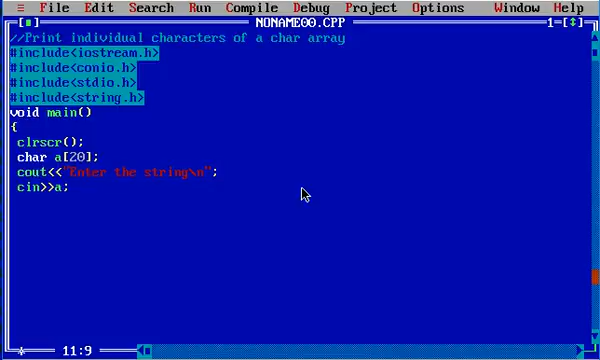 ≡ File Edit Search Run Compile Debug Project Options Window Help
[■] NONAME00.CPP 1=[↕]
//Print individual characters of a char array
#include<iostream.h>
#include<conio.h>
#include<stdio.h>
#include<string.h>
void main()
{
clrscr();
char a[20];
cout<<"Enter the string\n";
cin>>a;
* 11:9